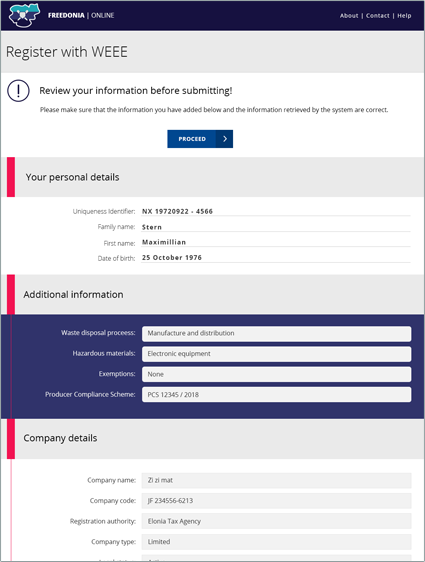 FREEDONIA | ONLINE
About | Contact | Help
Register with WEEE
Review your information before submitting!
Please make sure that the information you have added below and the information retrieved by the system are correct.
PROCEED
Your personal details
Uniqueness Identifier: NX 19720922 - 4566
Family name: Stern
First name: Maximillian
Date of birth: 25 October 1976
Additional information
Waste disposal proceess: Manufacture and distribution
Hazardous materials: Electronic equipment
Exemptions: None
Producer Compliance Scheme: PCS 12345 / 2018
Company details
Company name: Zi zi mat
Company code: JF 234556-6213
Registration authority: Elonia Tax Agency
Company type: Limited